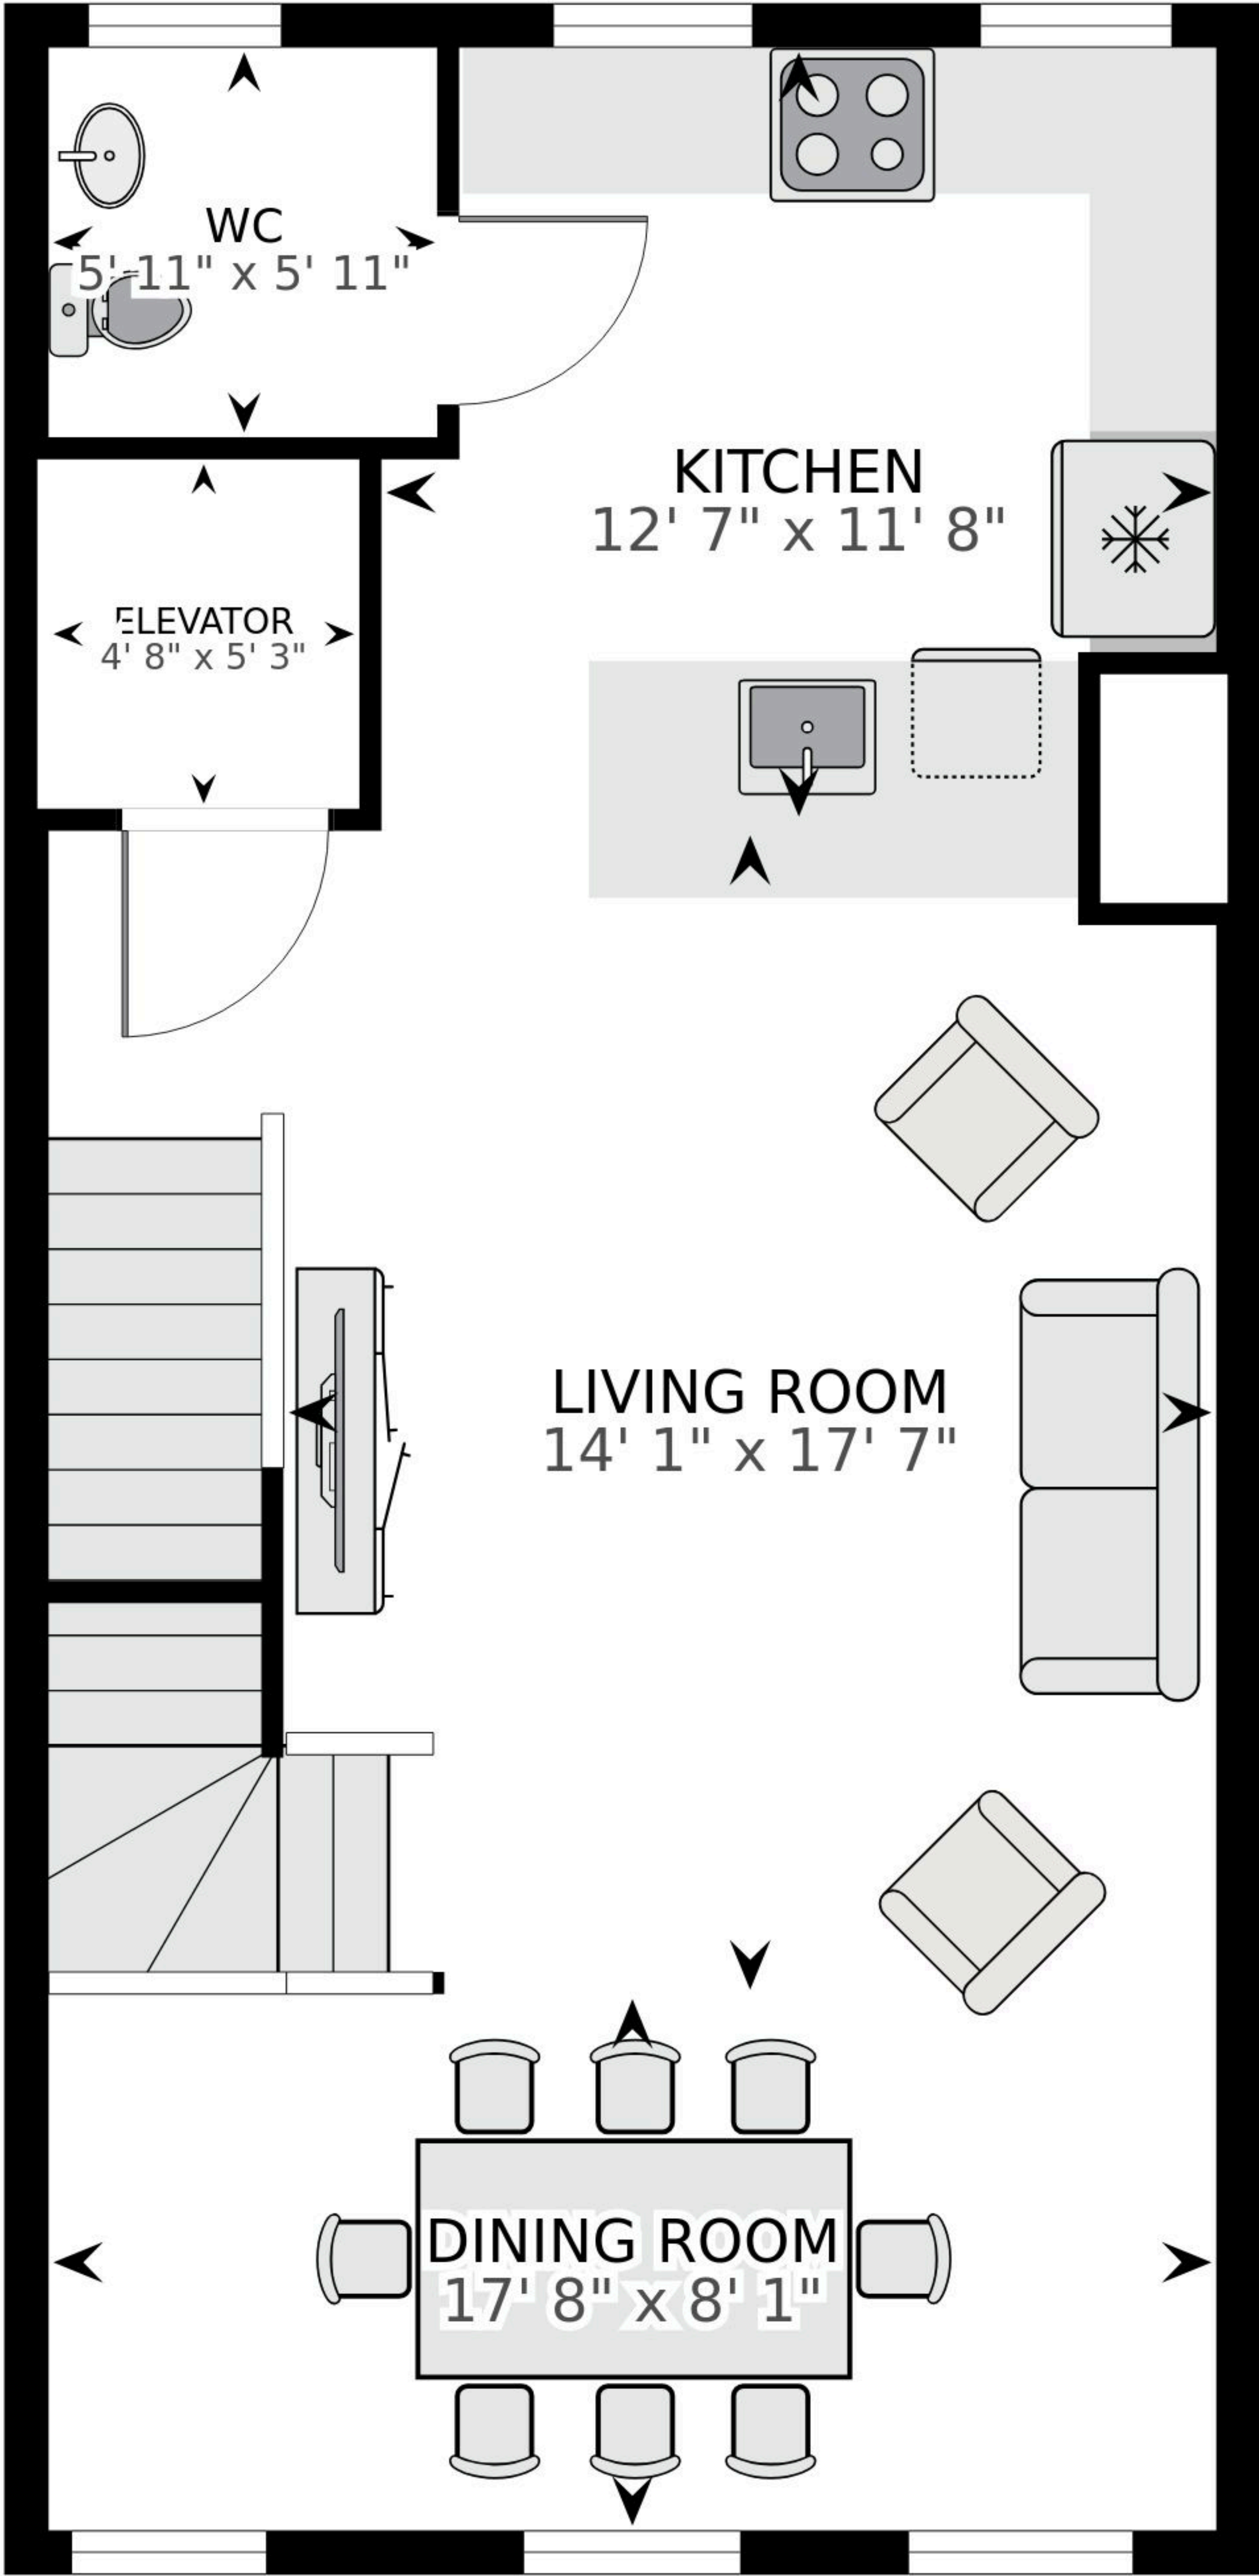 WC
5' 11" x 5' 11"
KITCHEN
12' 7" x 11' 8"
ELEVATOR
4' 8" x 5' 3"
LIVING ROOM
14' 1" x 17' 7"
DINING ROOM
17' 8" x 8' 1"